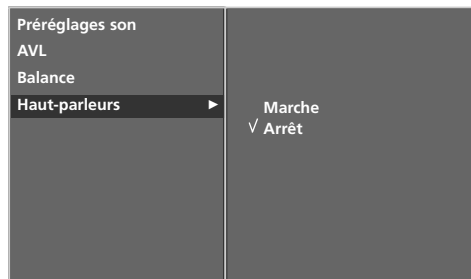 Préréglages son
AVL
Balance
Haut-parleurs ►
Marche
√ Arrêt